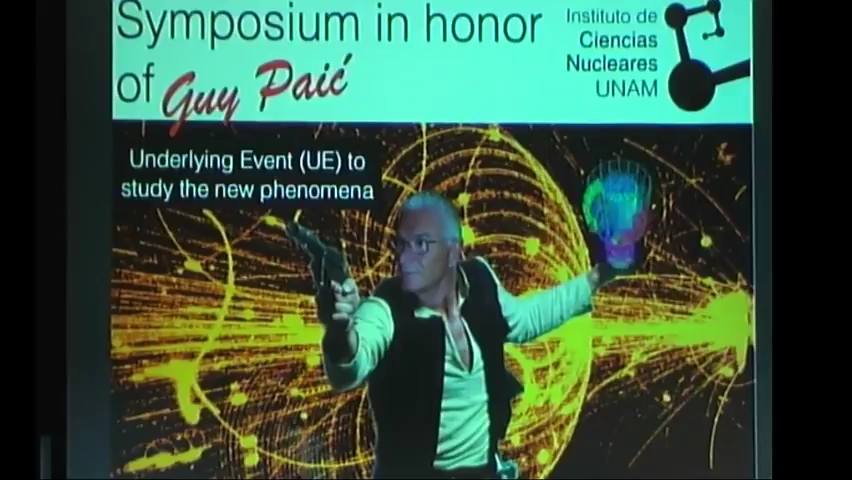 Symposium in honor
of Guy Paić
Instituto de
Ciencias
Nucleares
UNAM
Underlying Event (UE) to
study the new phenomena